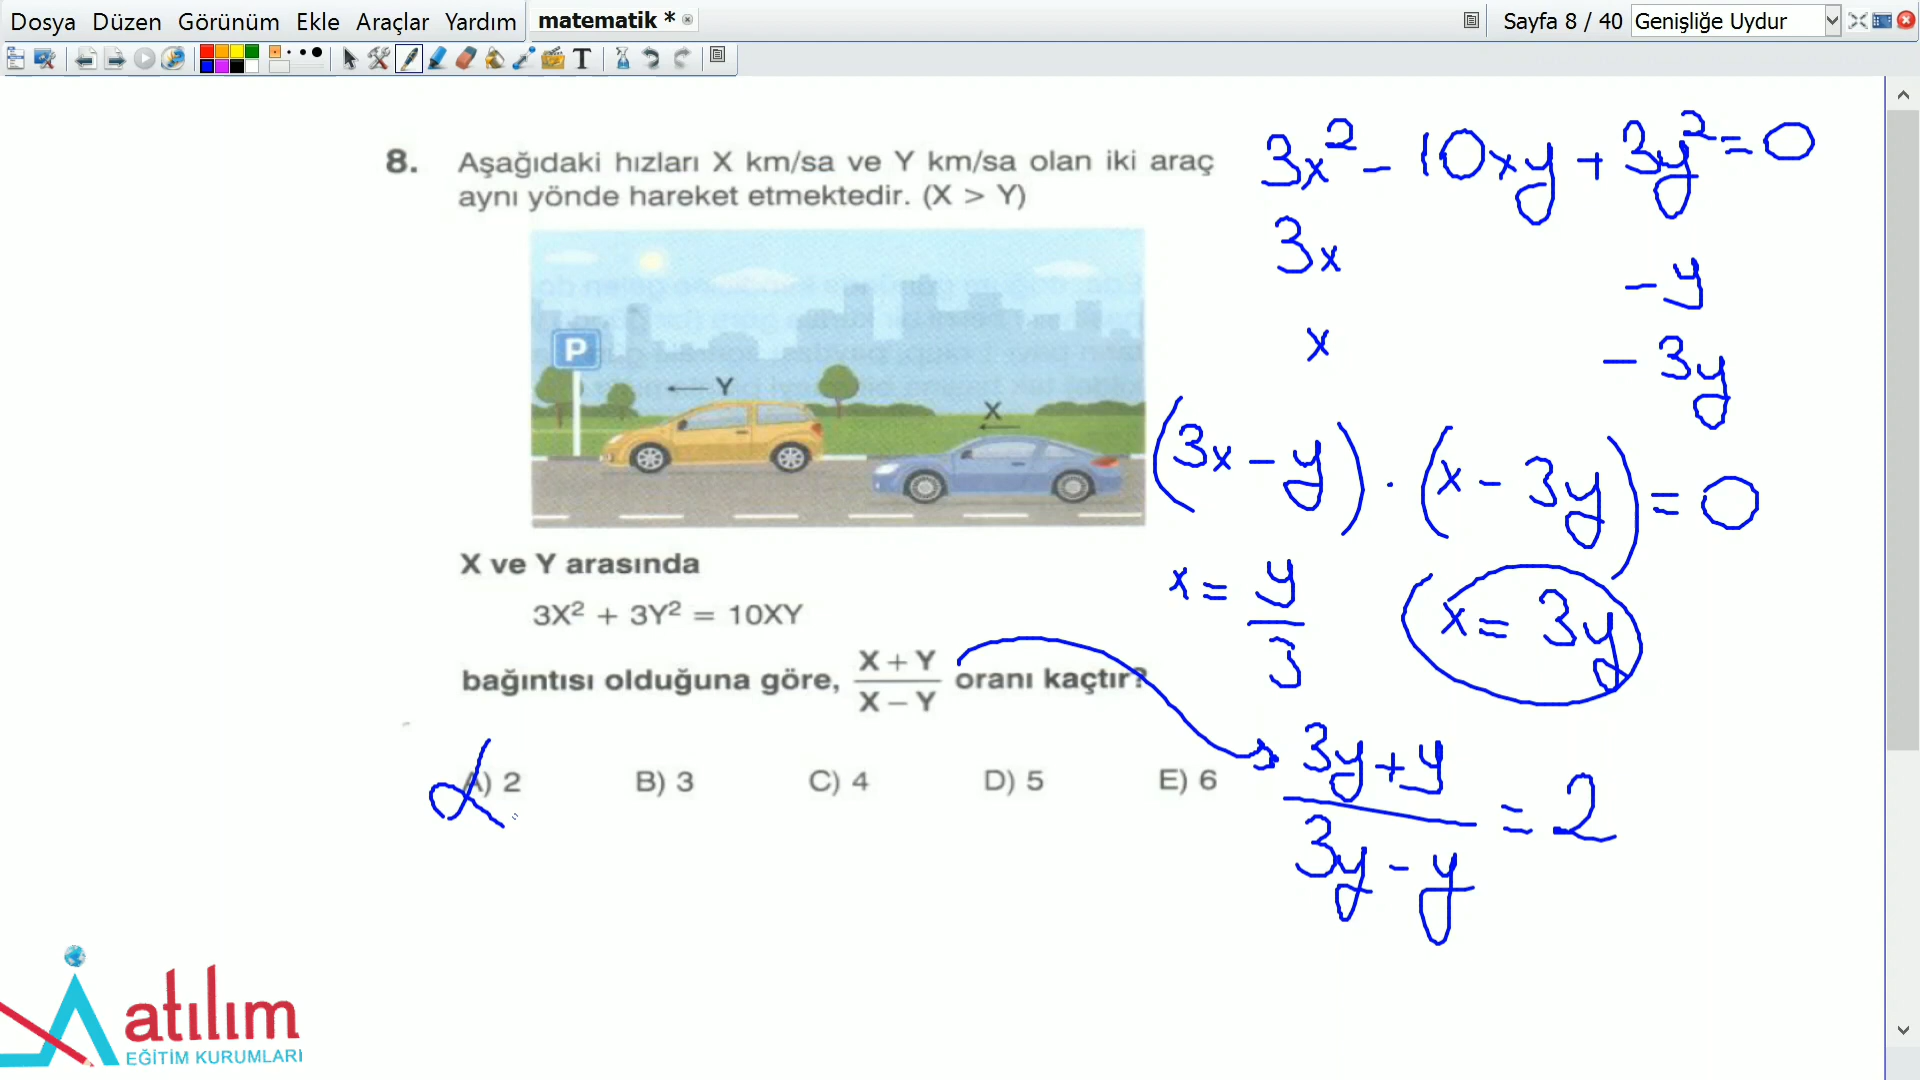 Dosya Düzen Görünüm Ekle Araçlar Yardım
matematik *
Sayfa 8 / 40
Genişliğe Uydur
8. Aşağıdaki hızları X km/sa ve Y km/sa olan iki araç
aynı yönde hareket etmektedir. (X > Y)
P
Y
X
X ve Y arasında
3X² + 3Y² = 10XY
bağıntısı olduğuna göre, (X + Y)/(X − Y) oranı kaçtır?
A) 2 B) 3 C) 4 D) 5 E) 6
3x² - 10xy + 3y² = 0
3x - y
x - 3y
(3x - y) . (x - 3y) = 0
x = y/3 x = 3y
(3y + y)/(3y - y) = 2
atılım
EĞİTİM KURUMLARI